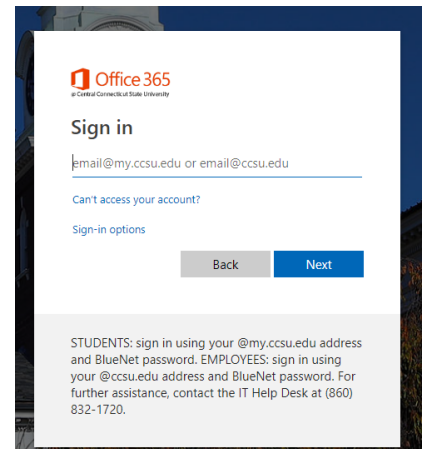 Office 365
@ Central Connecticut State University
Sign in
email@my.ccsu.edu or email@ccsu.edu
Can't access your account?
Sign-in options
Back Next
STUDENTS: sign in using your @my.ccsu.edu address
and BlueNet password. EMPLOYEES: sign in using
your @ccsu.edu address and BlueNet password. For
further assistance, contact the IT Help Desk at (860)
832-1720.